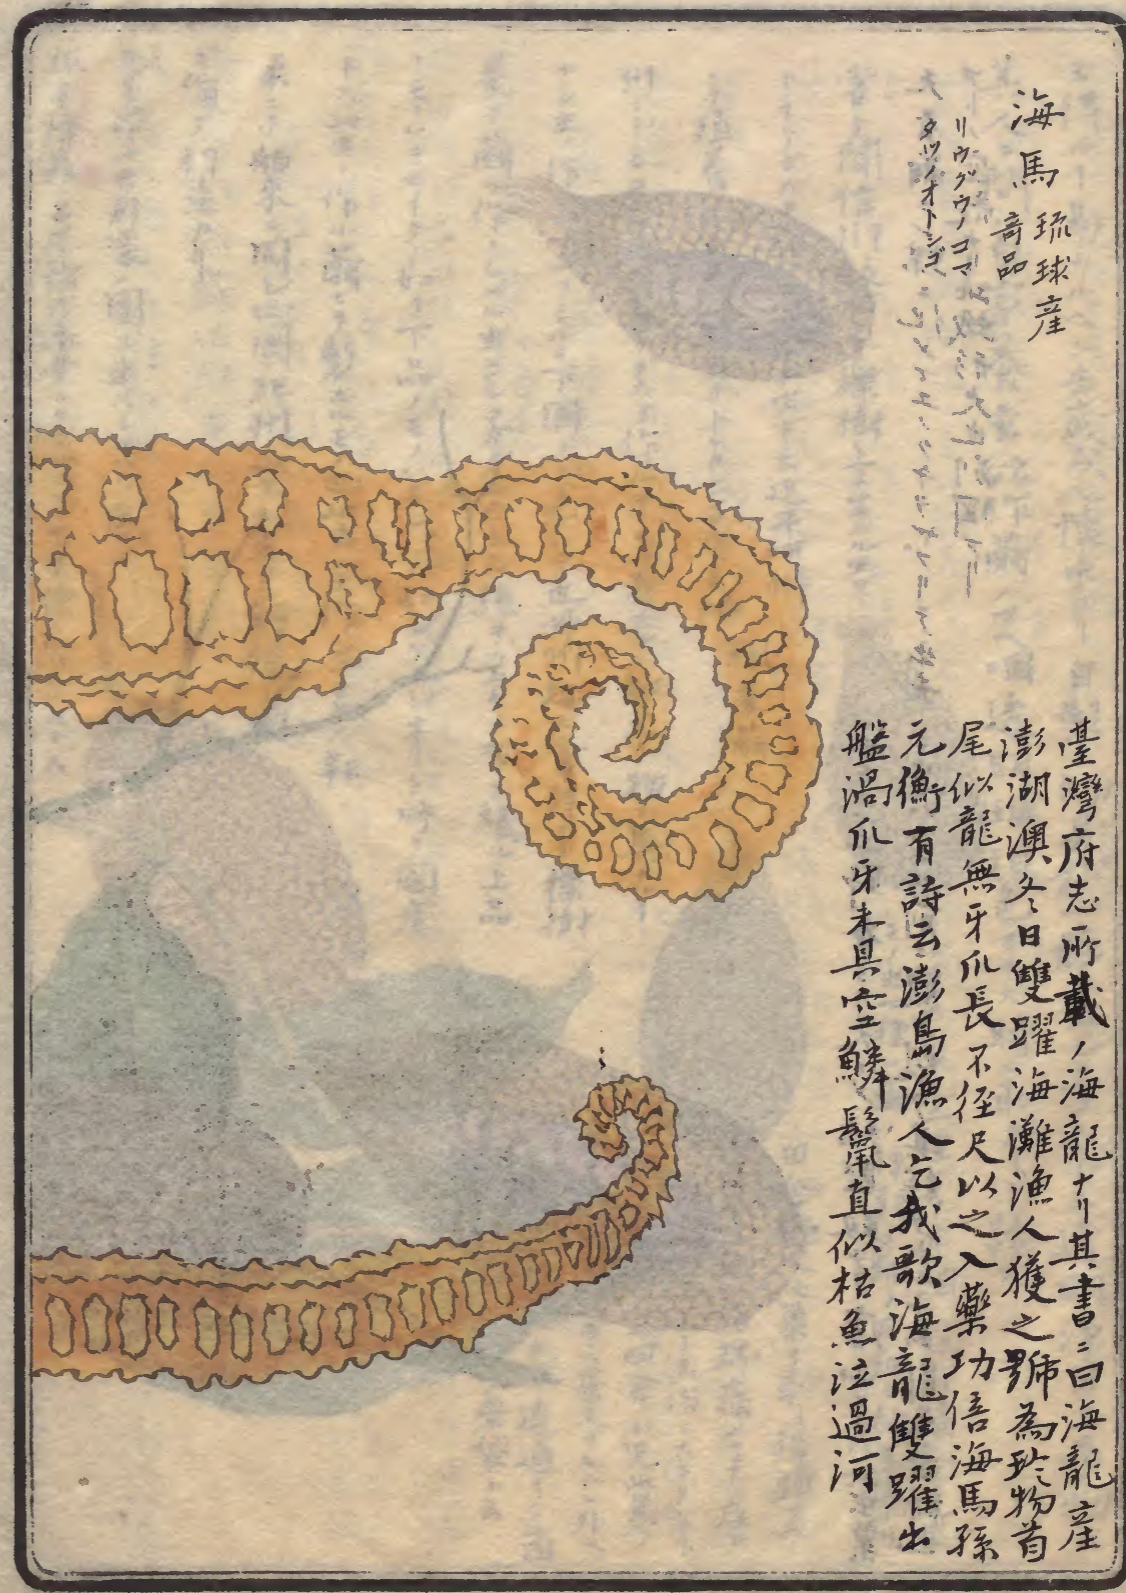 海馬
琉球産
奇品
リウグウノコマ
タツノオトシゴ
臺灣府志所載ノ海龍ナリ其書ニ曰海龍産
澎湖澳冬日雙躍海灘漁人獲之號為珍物首
尾似龍無牙爪長不徑尺以之入藥功倍海馬孫
元衡有詩云澎島漁人乞我歌海龍雙躍出
盤渦爪牙未具空鱗鬛直似枯魚泣過河